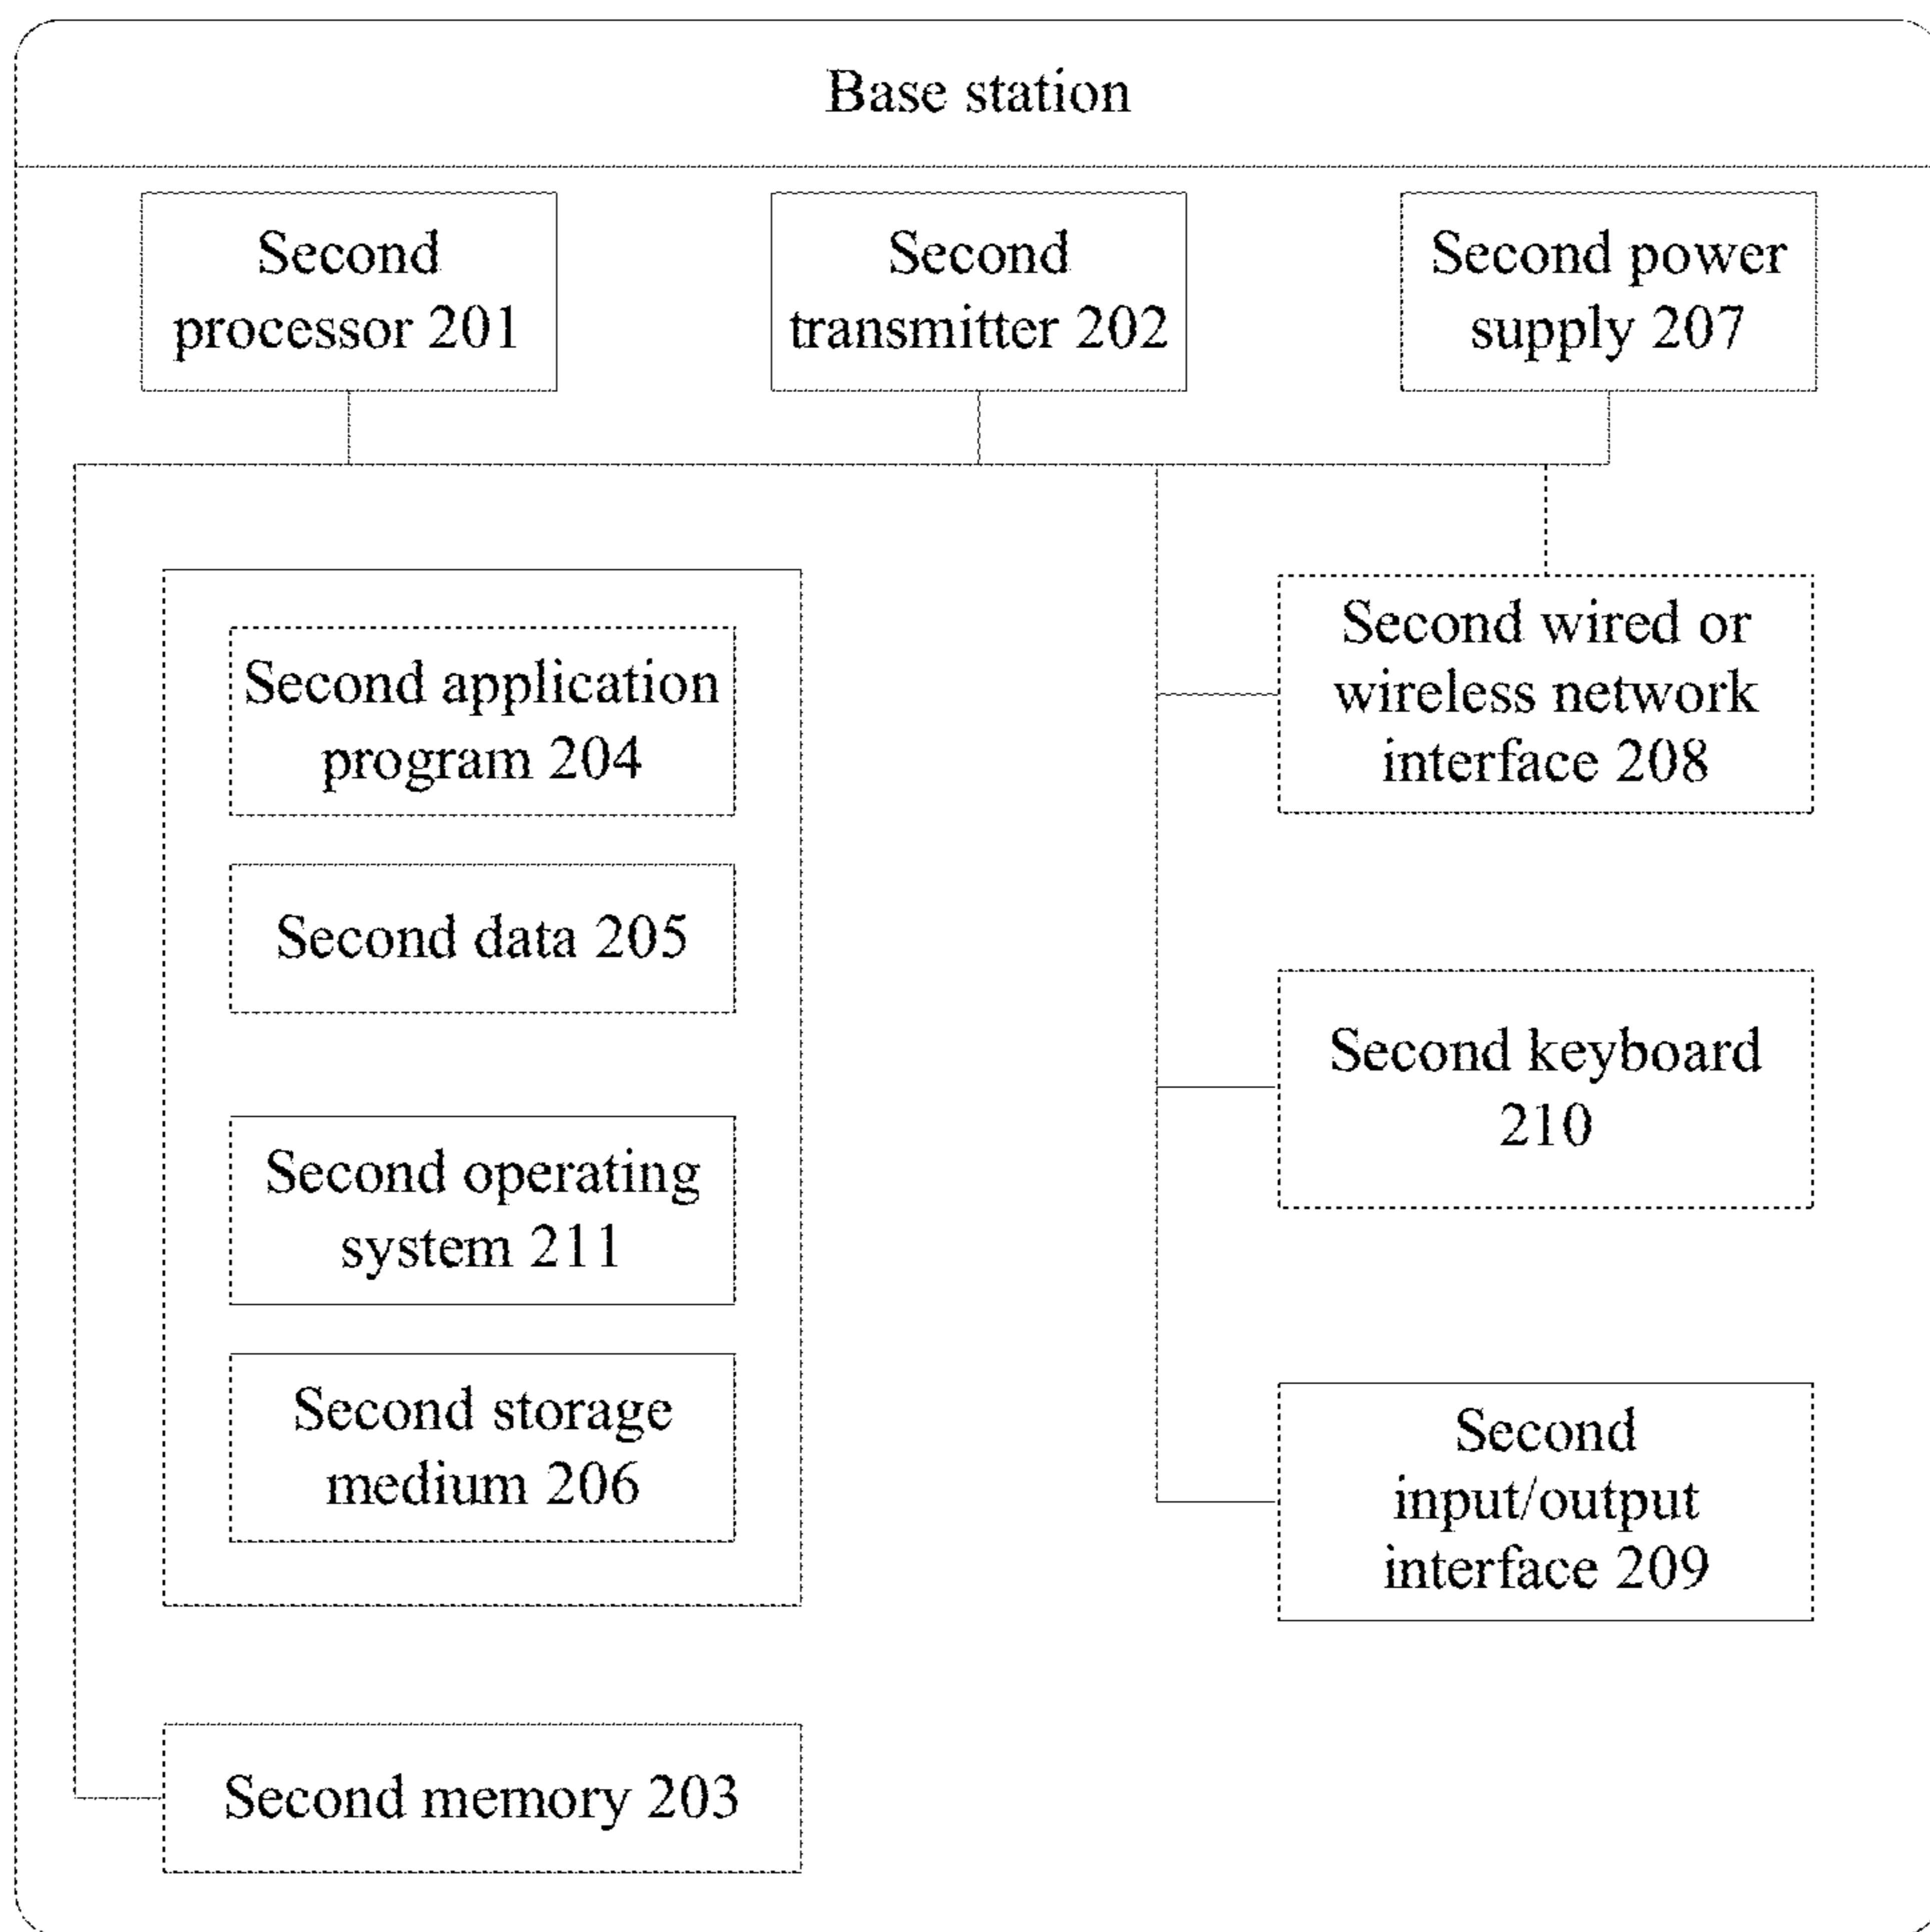 Base station
Second
processor 201
Second
transmitter 202
Second power
supply 207
Second application
program 204
Second data 205
Second operating
system 211
Second storage
medium 206
Second memory 203
Second wired or
wireless network
interface 208
Second keyboard
210
Second
input/output
interface 209